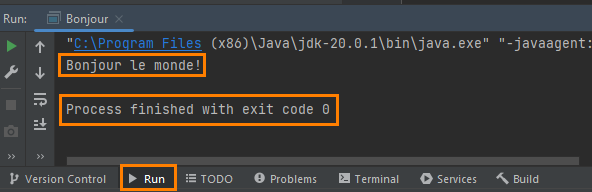 Run: Bonjour
"C:\Program Files (x86)\Java\jdk-20.0.1\bin\java.exe" "-javaagent:
Bonjour le monde!
Process finished with exit code 0
Version Control Run TODO Problems Terminal Services Build